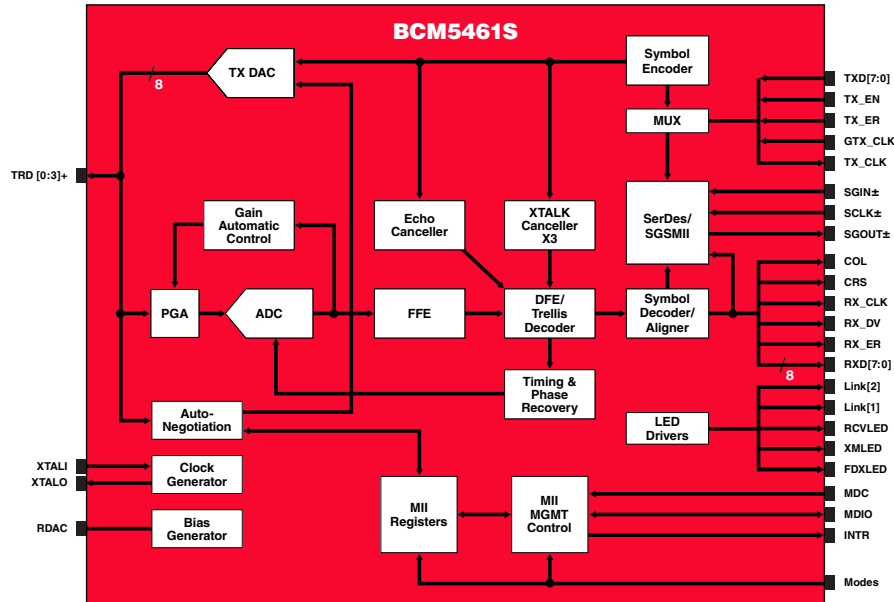 BCM5461S
Symbol
Encoder
TX DAC
8
TXD[7:0]
TX_EN
MUX
TX_ER
GTX_CLK
TX_CLK
TRD [0:3]+
SGIN±
SerDes/
SGSMII
SCLK±
SGOUT±
Gain
Automatic
Control
Echo
Canceller
XTALK
Canceller
X3
COL
CRS
RX_CLK
RX_DV
RX_ER
RXD[7:0]
8
PGA
ADC
FFE
DFE/
Trellis
Decoder
Symbol
Decoder/
Aligner
Timing &
Phase
Recovery
Link[2]
Link[1]
RCVLED
XMLED
FDXLED
Auto-
Negotiation
LED
Drivers
XTALI
XTALO
Clock
Generator
MII
Registers
MII
MGMT
Control
MDC
MDIO
INTR
RDAC
Bias
Generator
Modes